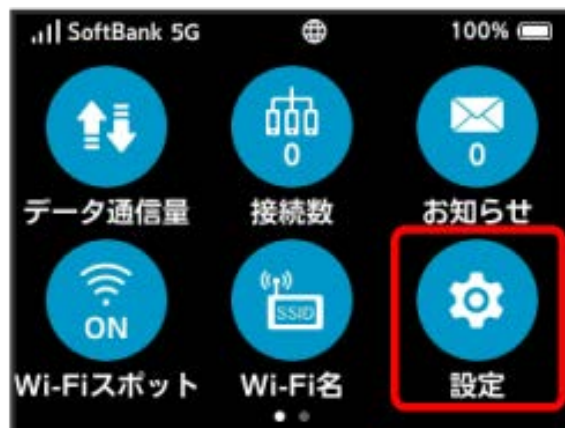 SoftBank 5G 100%
0 0
データ通信量 接続数 お知らせ
ON SSID
Wi-Fiスポット Wi-Fi名 設定